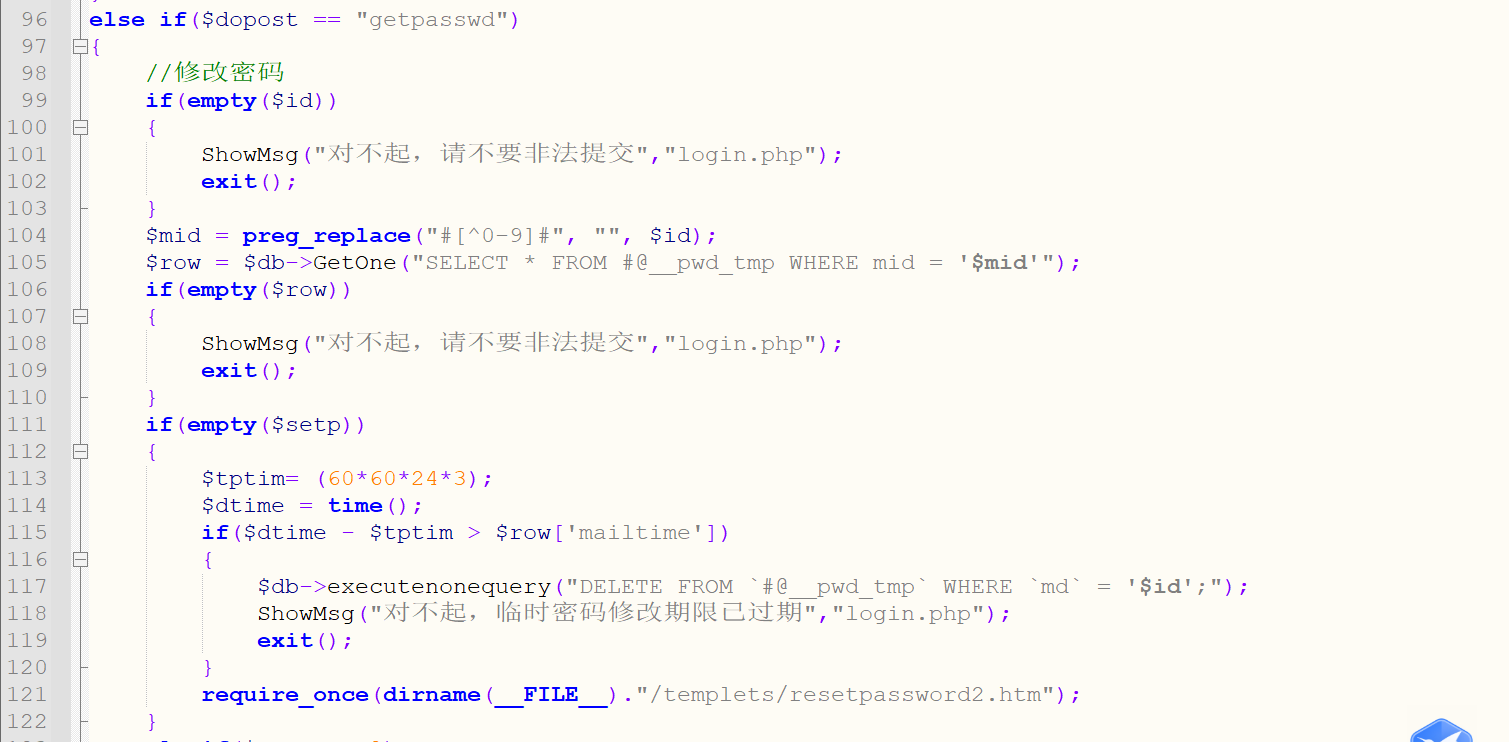 96 else if($dopost == "getpasswd")
97 {
98 //修改密码
99 if(empty($id))
100 {
101 ShowMsg("对不起，请不要非法提交","login.php");
102 exit();
103 }
104 $mid = preg_replace("#[^0-9]#", "", $id);
105 $row = $db->GetOne("SELECT * FROM #@__pwd_tmp WHERE mid = '$mid'");
106 if(empty($row))
107 {
108 ShowMsg("对不起，请不要非法提交","login.php");
109 exit();
110 }
111 if(empty($setp))
112 {
113 $tptim= (60*60*24*3);
114 $dtime = time();
115 if($dtime - $tptim > $row['mailtime'])
116 {
117 $db->executenonequery("DELETE FROM `#@__pwd_tmp` WHERE `md` = '$id';");
118 ShowMsg("对不起，临时密码修改期限已过期","login.php");
119 exit();
120 }
121 require_once(dirname(__FILE__)."/templets/resetpassword2.htm");
122 }